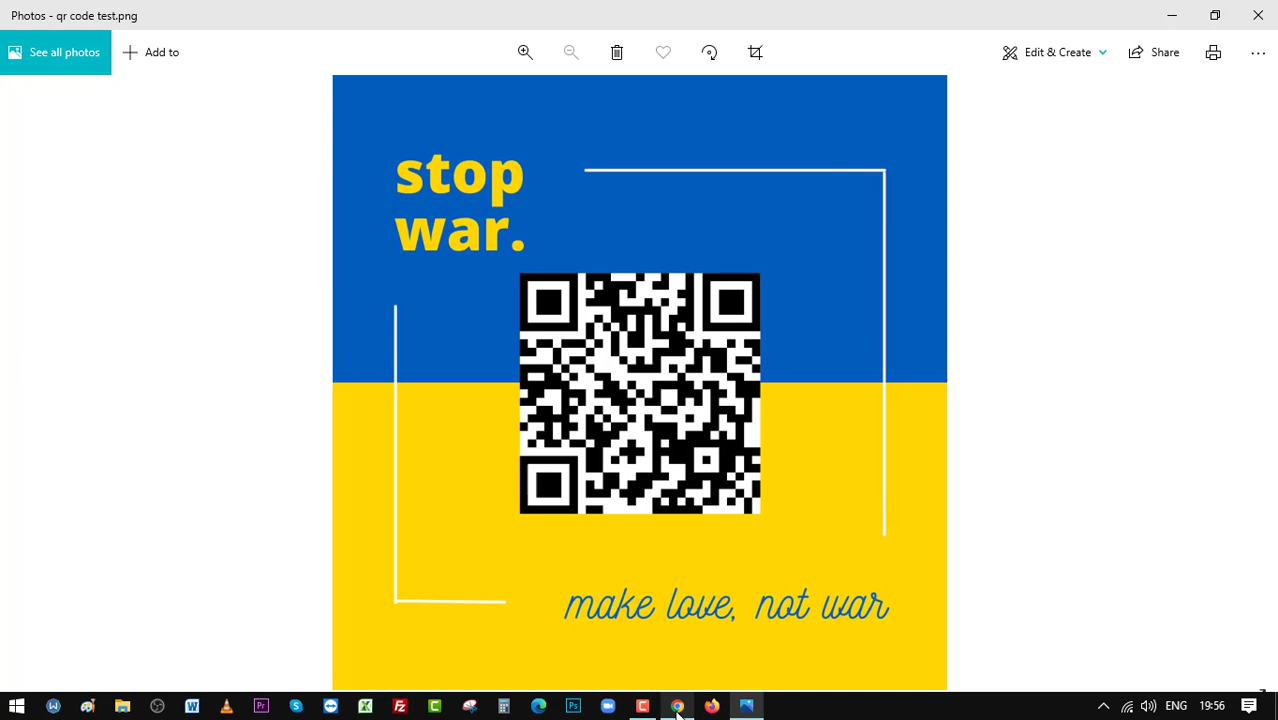 Photos - qr code test.png
See all photos
Add to
Edit & Create
Share
stop
war.
make love, not war
ENG
19:56